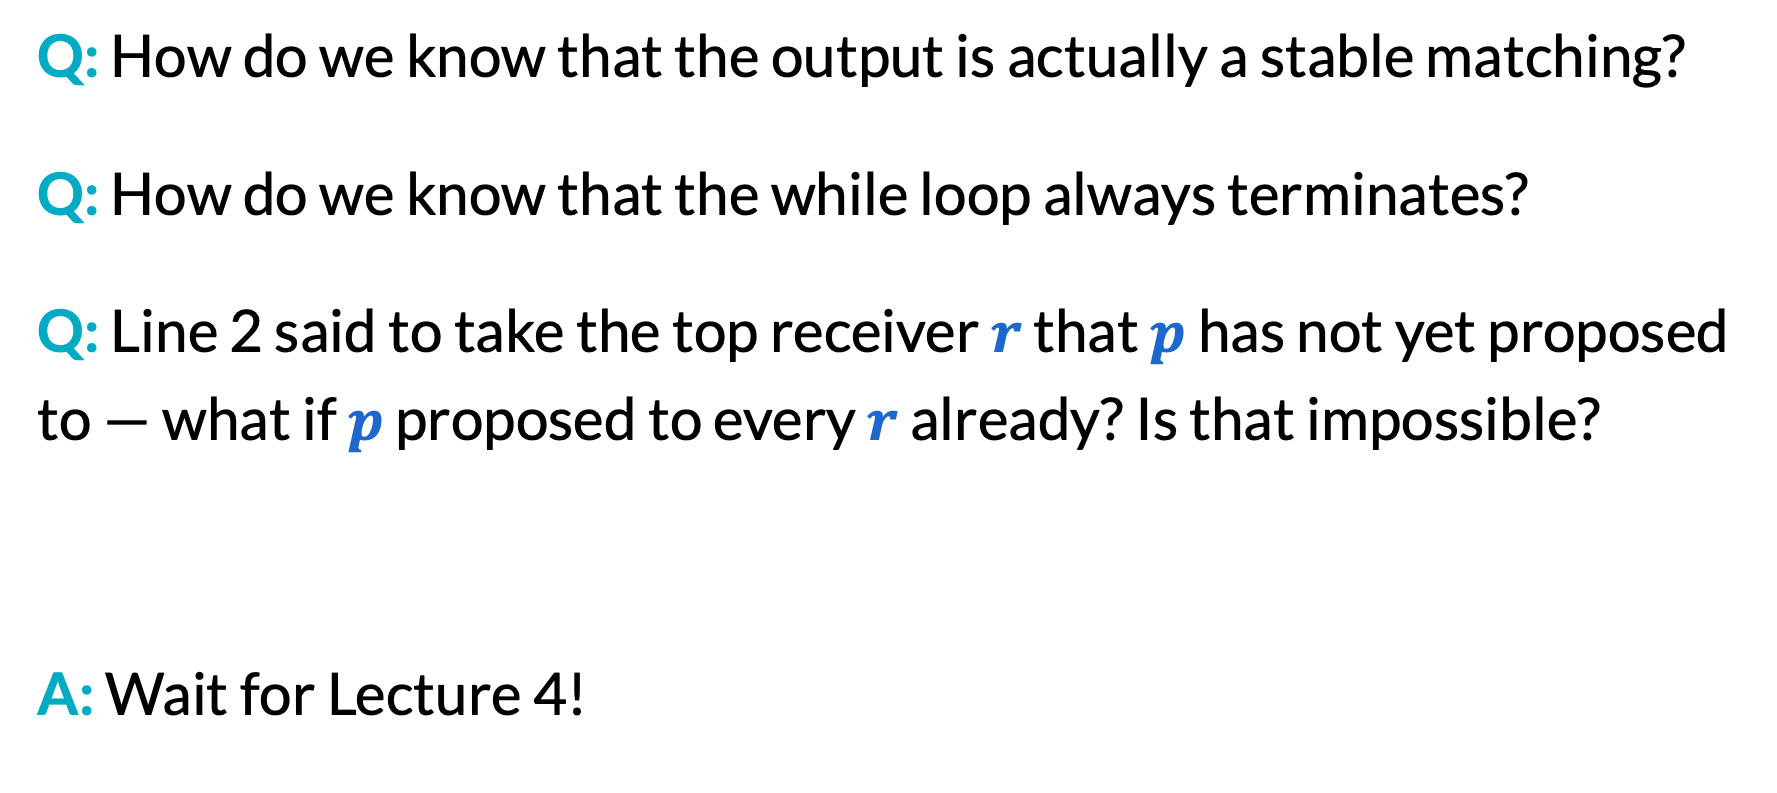 Q: How do we know that the output is actually a stable matching?
Q: How do we know that the while loop always terminates?
Q: Line 2 said to take the top receiver r that p has not yet proposed
to — what if p proposed to every r already? Is that impossible?
A: Wait for Lecture 4!